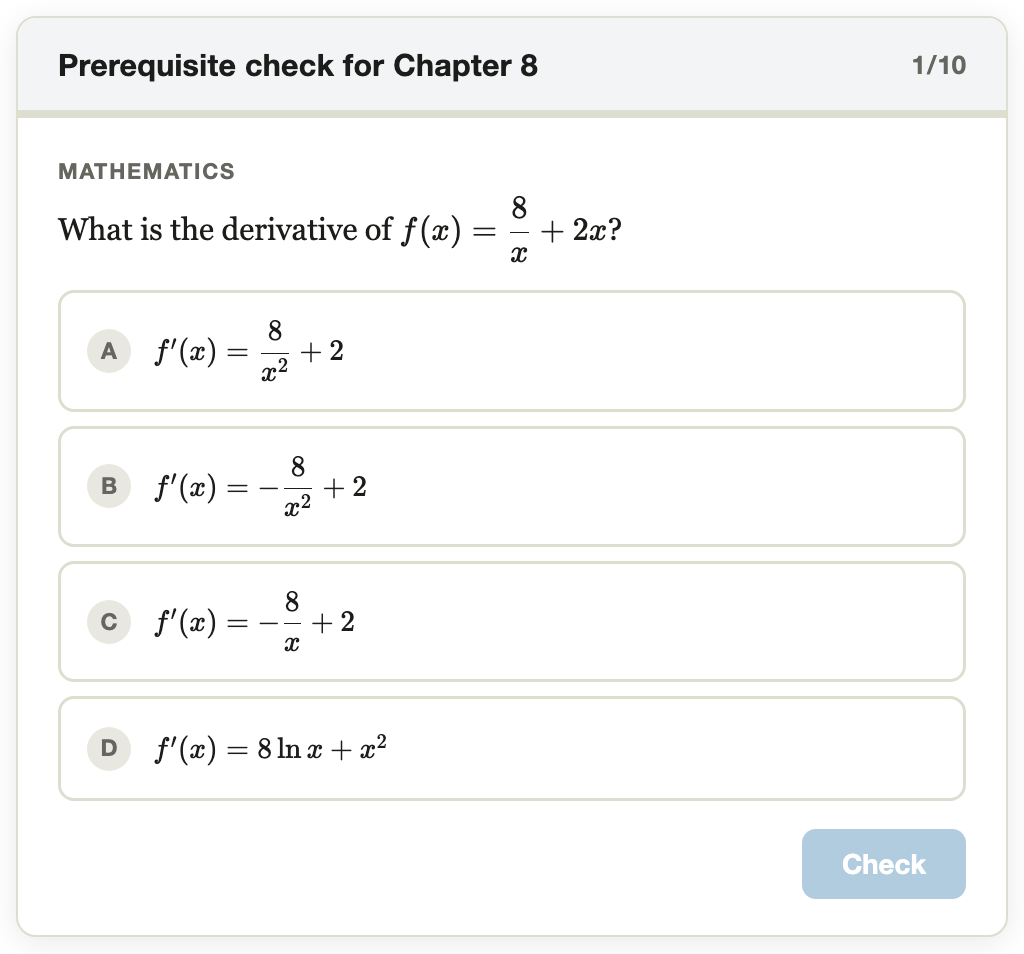 Prerequisite check for Chapter 8
1/10
MATHEMATICS
What is the derivative of f(x) = 8/x + 2x?
A f′(x) = 8/x² + 2
B f′(x) = −8/x² + 2
C f′(x) = −8/x + 2
D f′(x) = 8 ln x + x²
Check